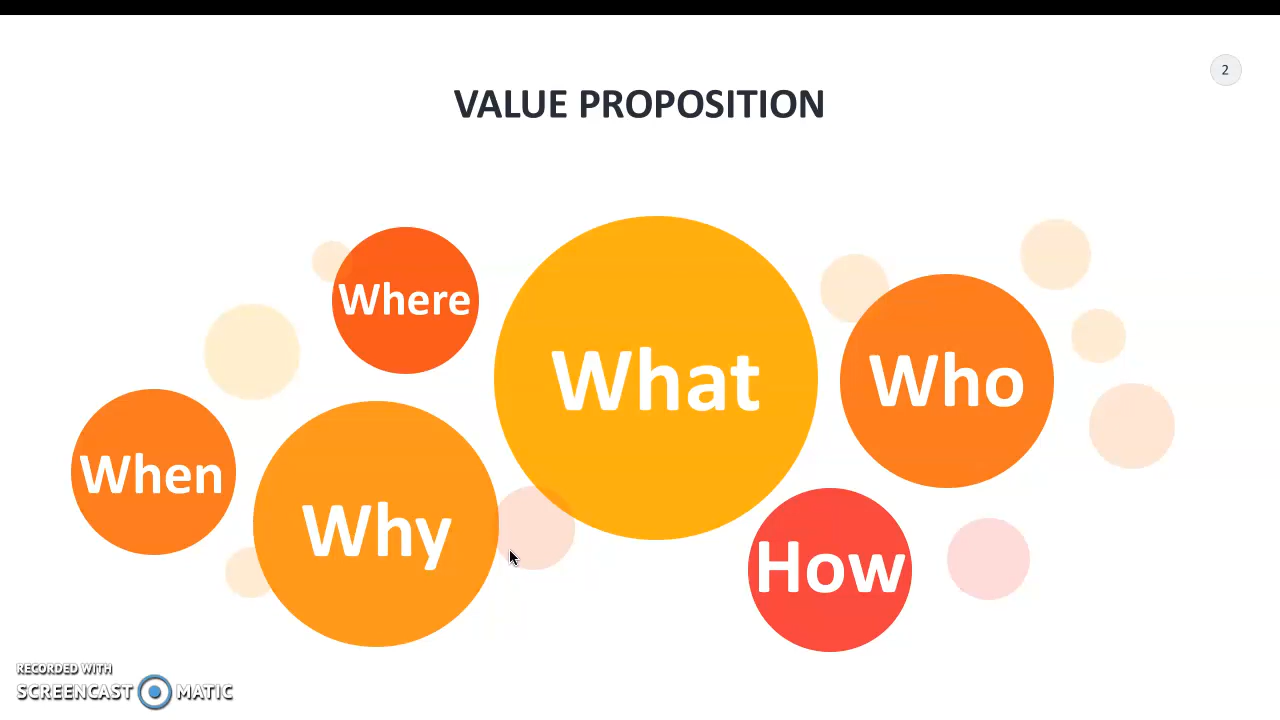 2
VALUE PROPOSITION
Where
What
Who
When
Why
How
RECORDED WITH
SCREENCAST MATIC